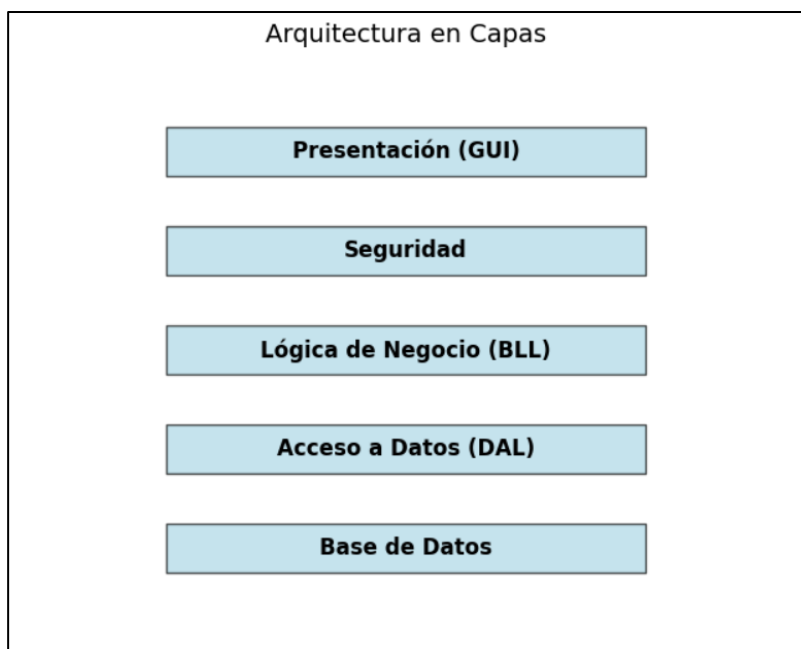 Arquitectura en Capas
Presentación (GUI)
Seguridad
Lógica de Negocio (BLL)
Acceso a Datos (DAL)
Base de Datos